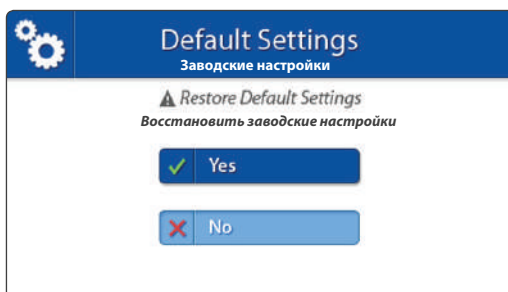 Default Settings
Заводские настройки
Restore Default Settings
Восстановить заводские настройки
Yes
No